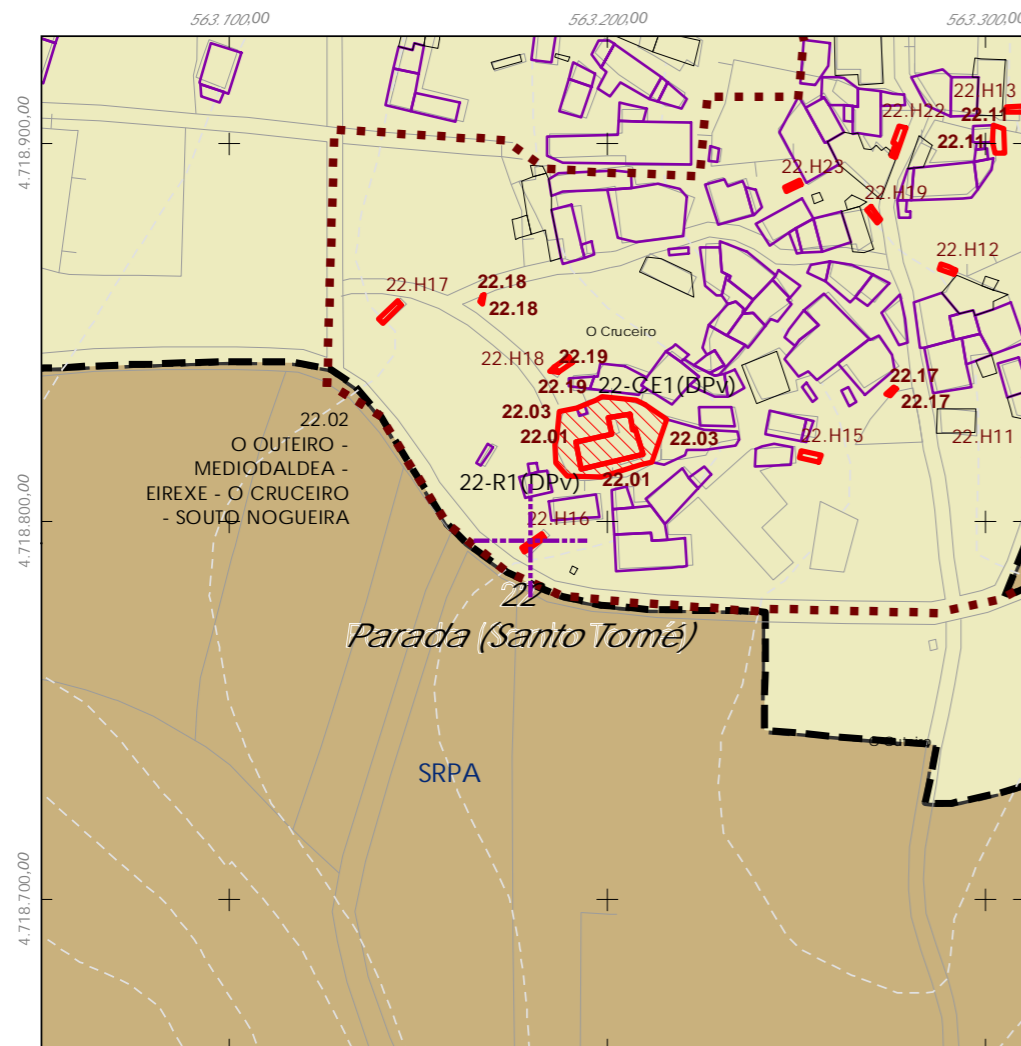 563.100,00
563.200,00
563.300,00
4.718.900,00
4.718.800,00
4.718.700,00
22.H13
22.H22
22.11
22.11
22.H23
22.H19
22.H12
22.H17
22.18
22.18
O Cruceiro
22.H18
22.19
22.19
22-CE1(DPv)
22.17
22.17
22.03
22.01
22.03
22.H15
22.H11
22.01
22-R1(DPv)
22.H16
22.02
O OUTEIRO -
MEDIODALDEA -
EIREXE - O CRUCEIRO
- SOUTO NOGUEIRA
22
Parada (Santo Tomé)
O Outeiro
SRPA